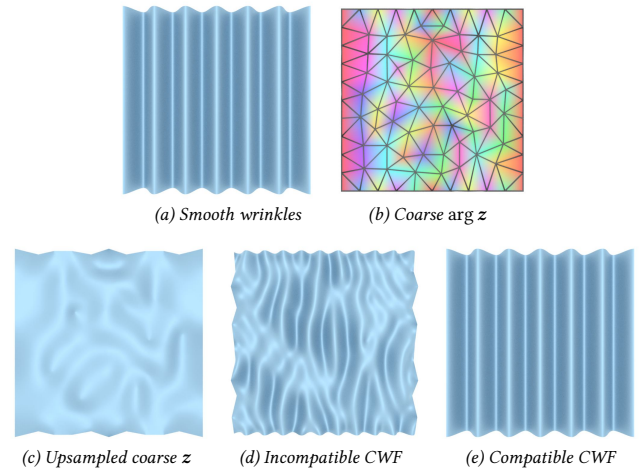 (a) Smooth wrinkles
(b) Coarse arg z
(c) Upsampled coarse z
(d) Incompatible CWF
(e) Compatible CWF